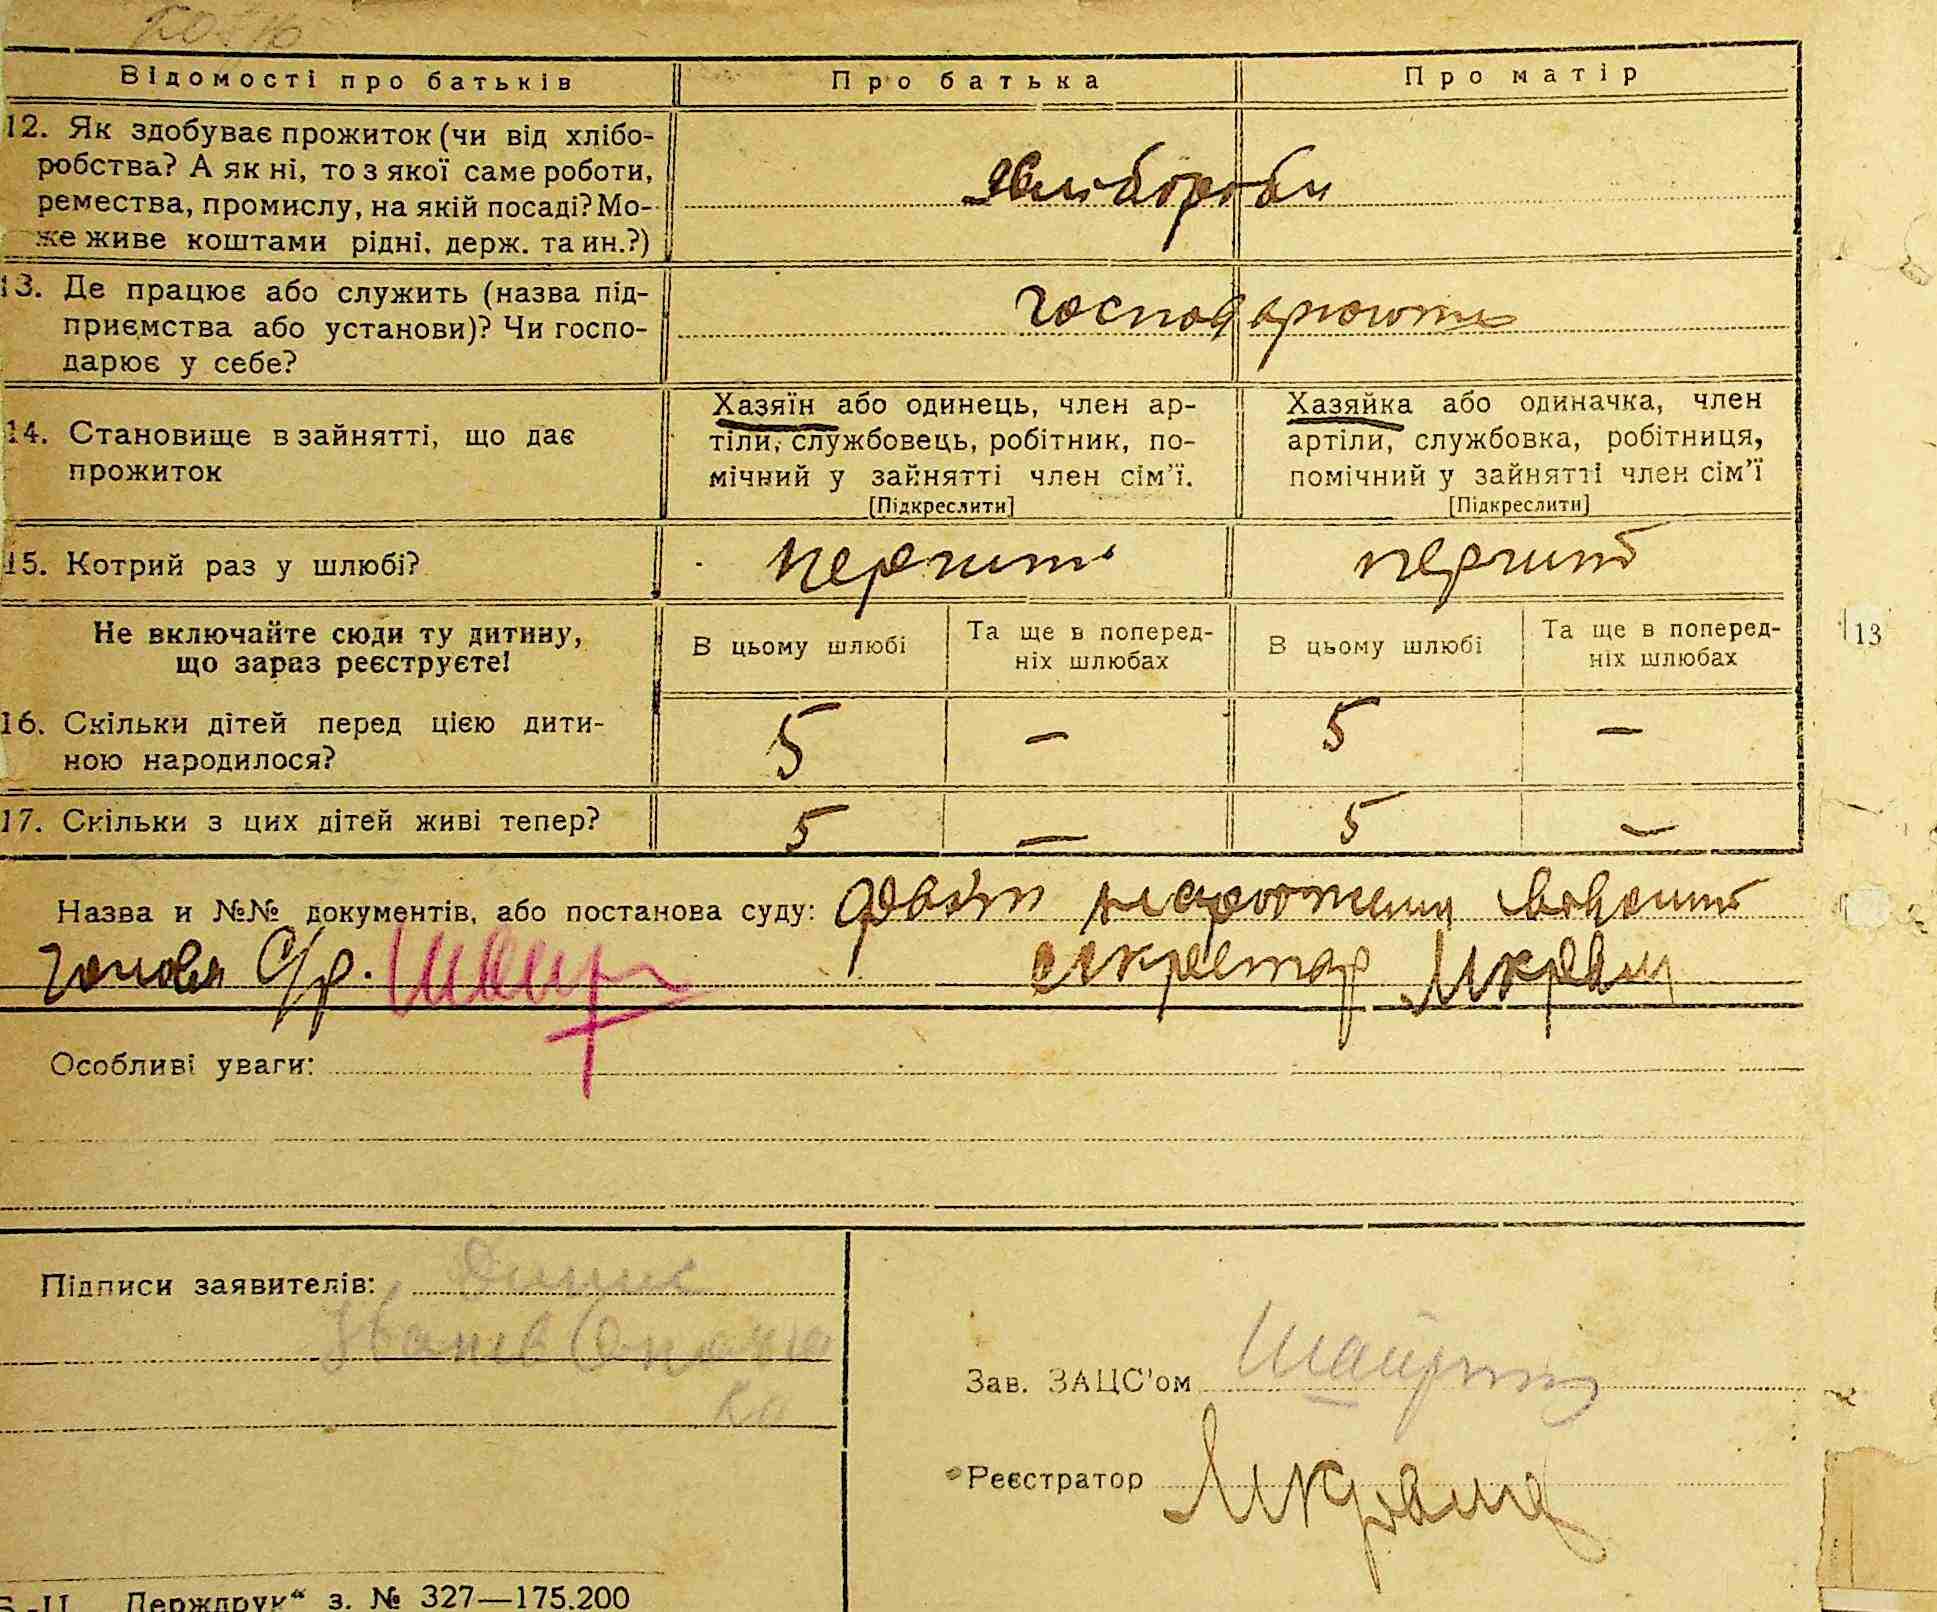 Відомості про батьків Про батька Про матір
12. Як здобуває прожиток (чи від хлібо-
робства? А як ні, то з якої саме роботи,
ремества, промислу, на якій посаді? Мо-
же живе коштами рідні, держ. та ин.?)
хлібороби
13. Де працює або служить (назва під-
приємства або установи)? Чи госпо-
дарює у себе?
господарюють
14. Становище в зайнятті, що дає
прожиток
Хазяїн або одинець, член ар-
тіли, службовець, робітник, по-
мічний у зайнятті член сім'ї.
[Підкреслити]
Хазяйка або одиначка, член
артіли, службовка, робітниця,
помічний у зайнятті член сім'ї
[Підкреслити]
15. Котрий раз у шлюбі?
перший перший
Не включайте сюди ту дитину,
що зараз реєструєте!
В цьому шлюбі
Та ще в поперед-
ніх шлюбах
В цьому шлюбі
Та ще в поперед-
ніх шлюбах
16. Скільки дітей перед цією дити-
ною народилося?
5 — 5 —
17. Скільки з цих дітей живі тепер?
5 — 5 —
13
Назва и №№ документів, або постанова суду:
голова С/р. секретар
Особливі уваги:
Підписи заявителів:
Зав. ЗАЦС'ом
Реєстратор
Держдрук“ з. № 327—175.200